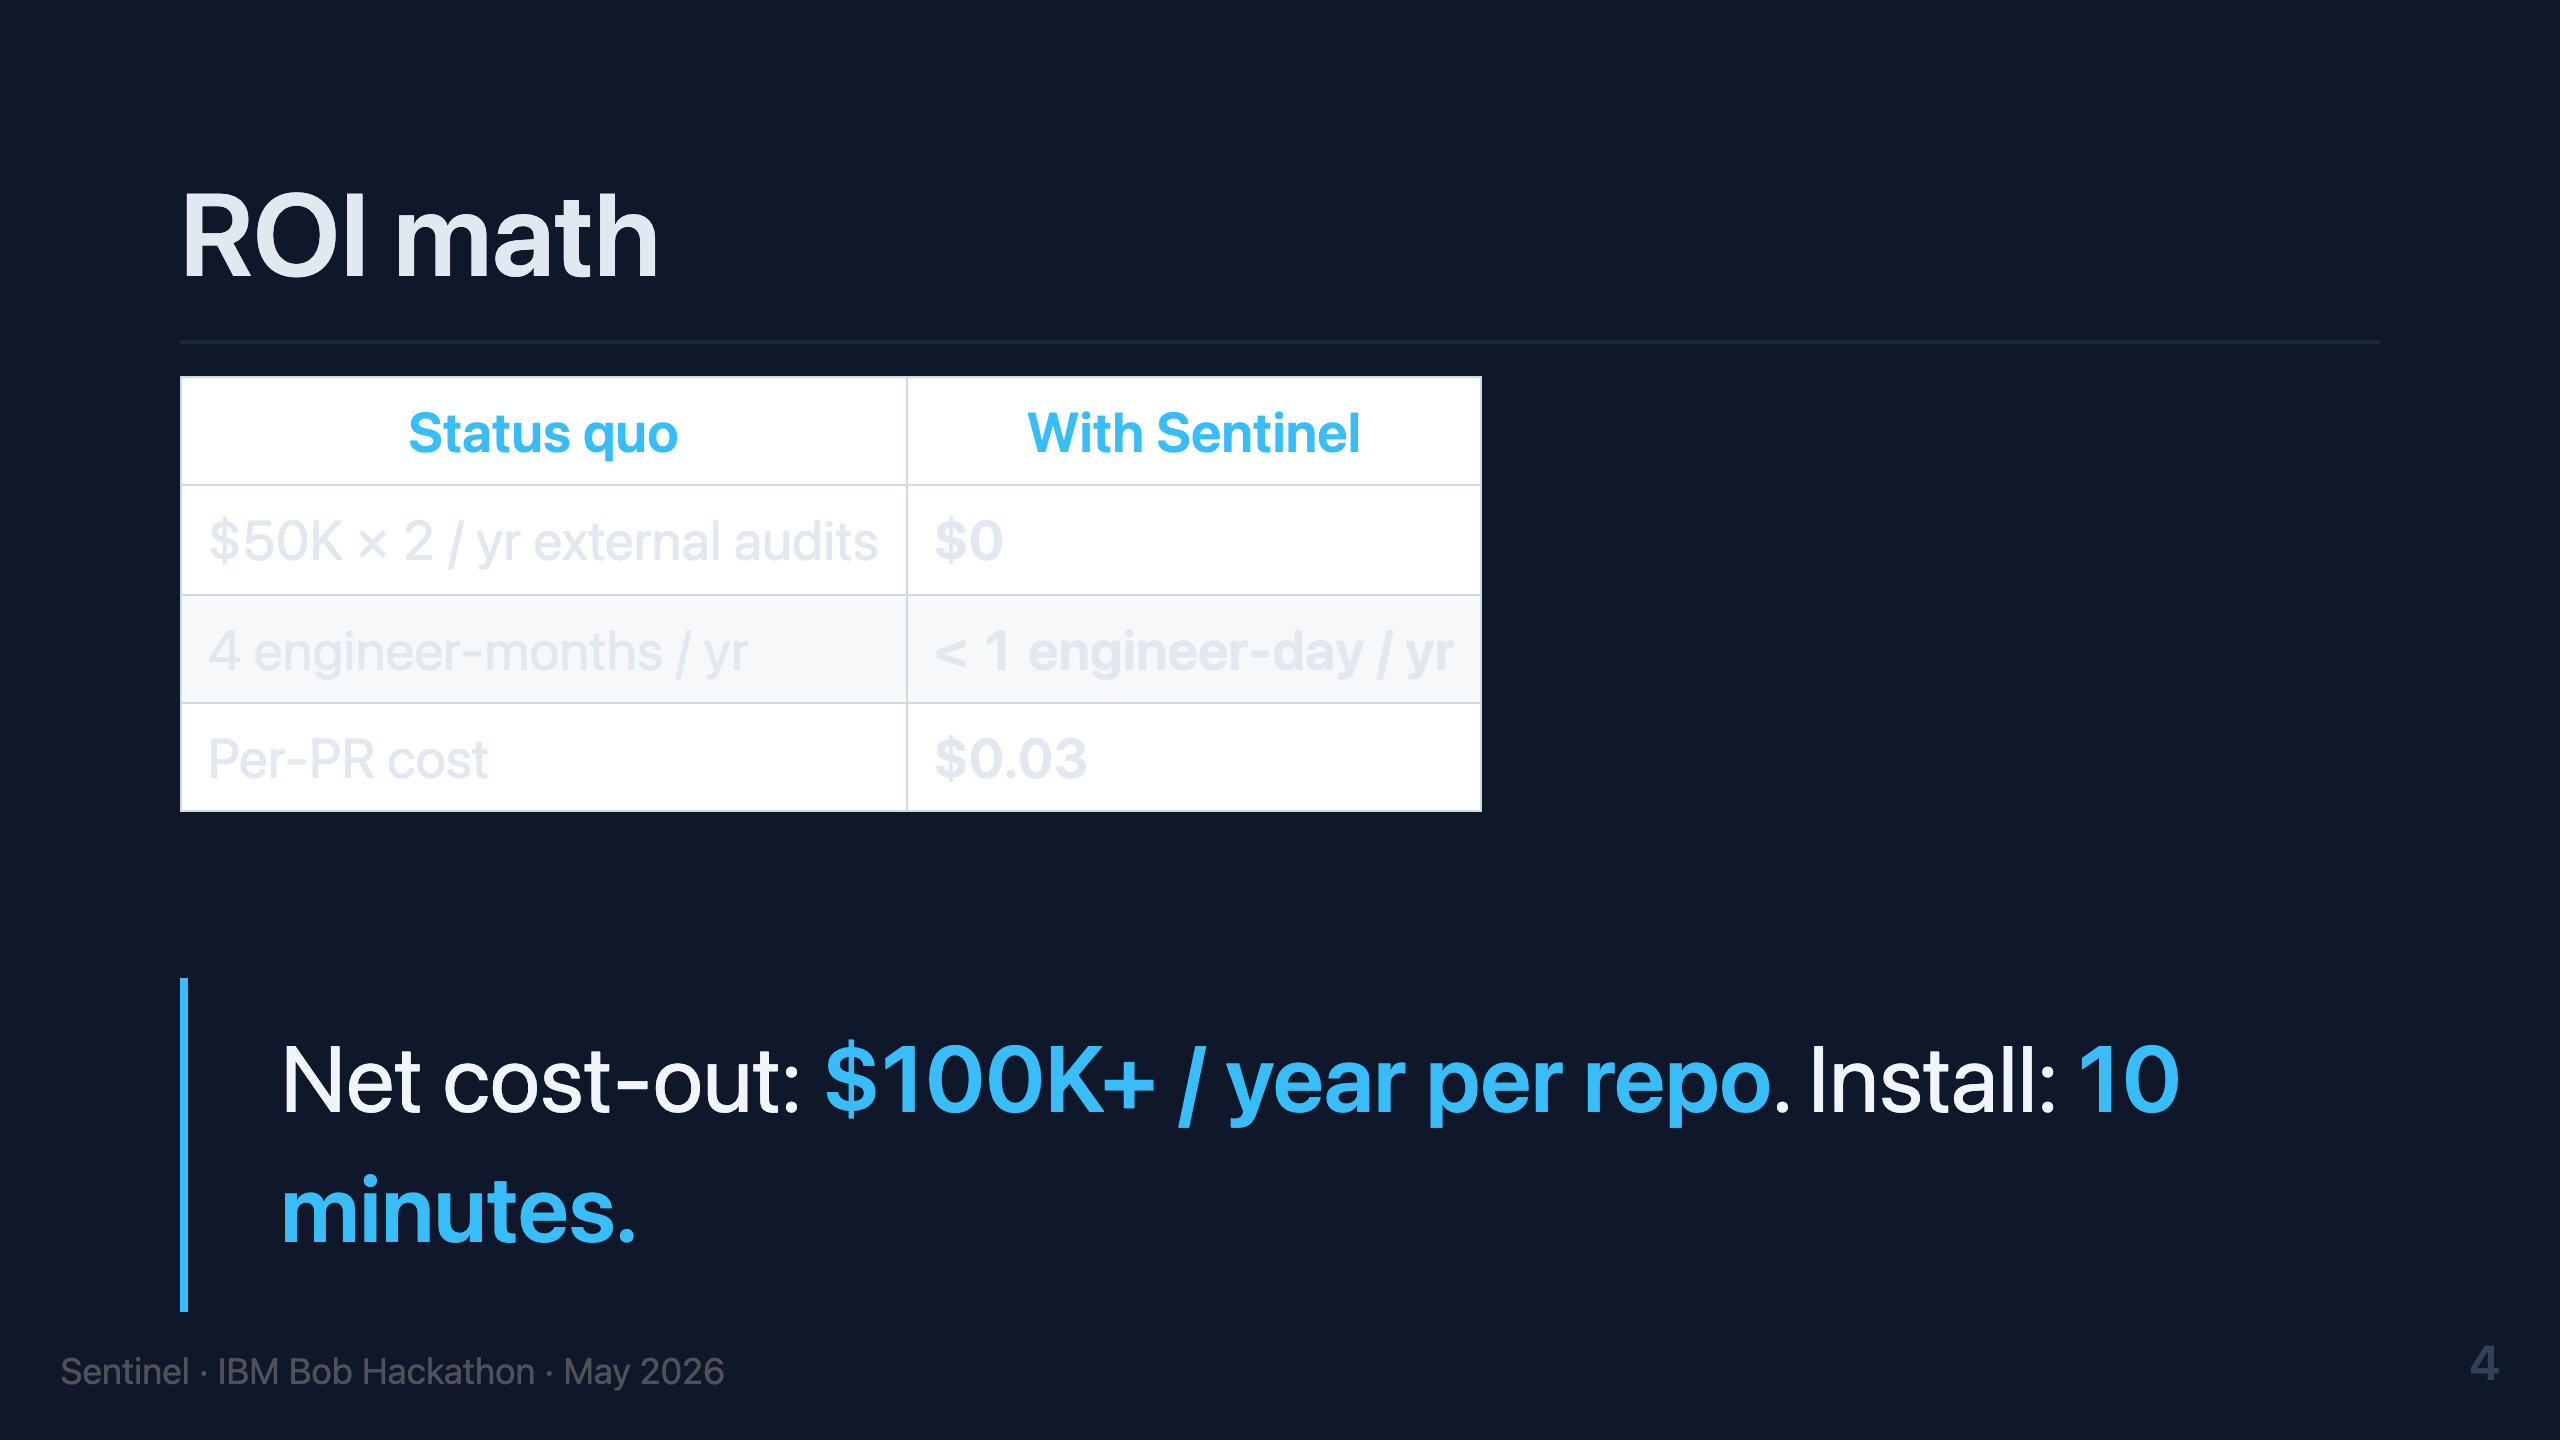 ROI math
Status quo With Sentinel
$50K × 2 / yr external audits $0
4 engineer-months / yr < 1 engineer-day / yr
Per-PR cost $0.03
Net cost-out: $100K+ / year per repo. Install: 10
minutes.
Sentinel · IBM Bob Hackathon · May 2026
4